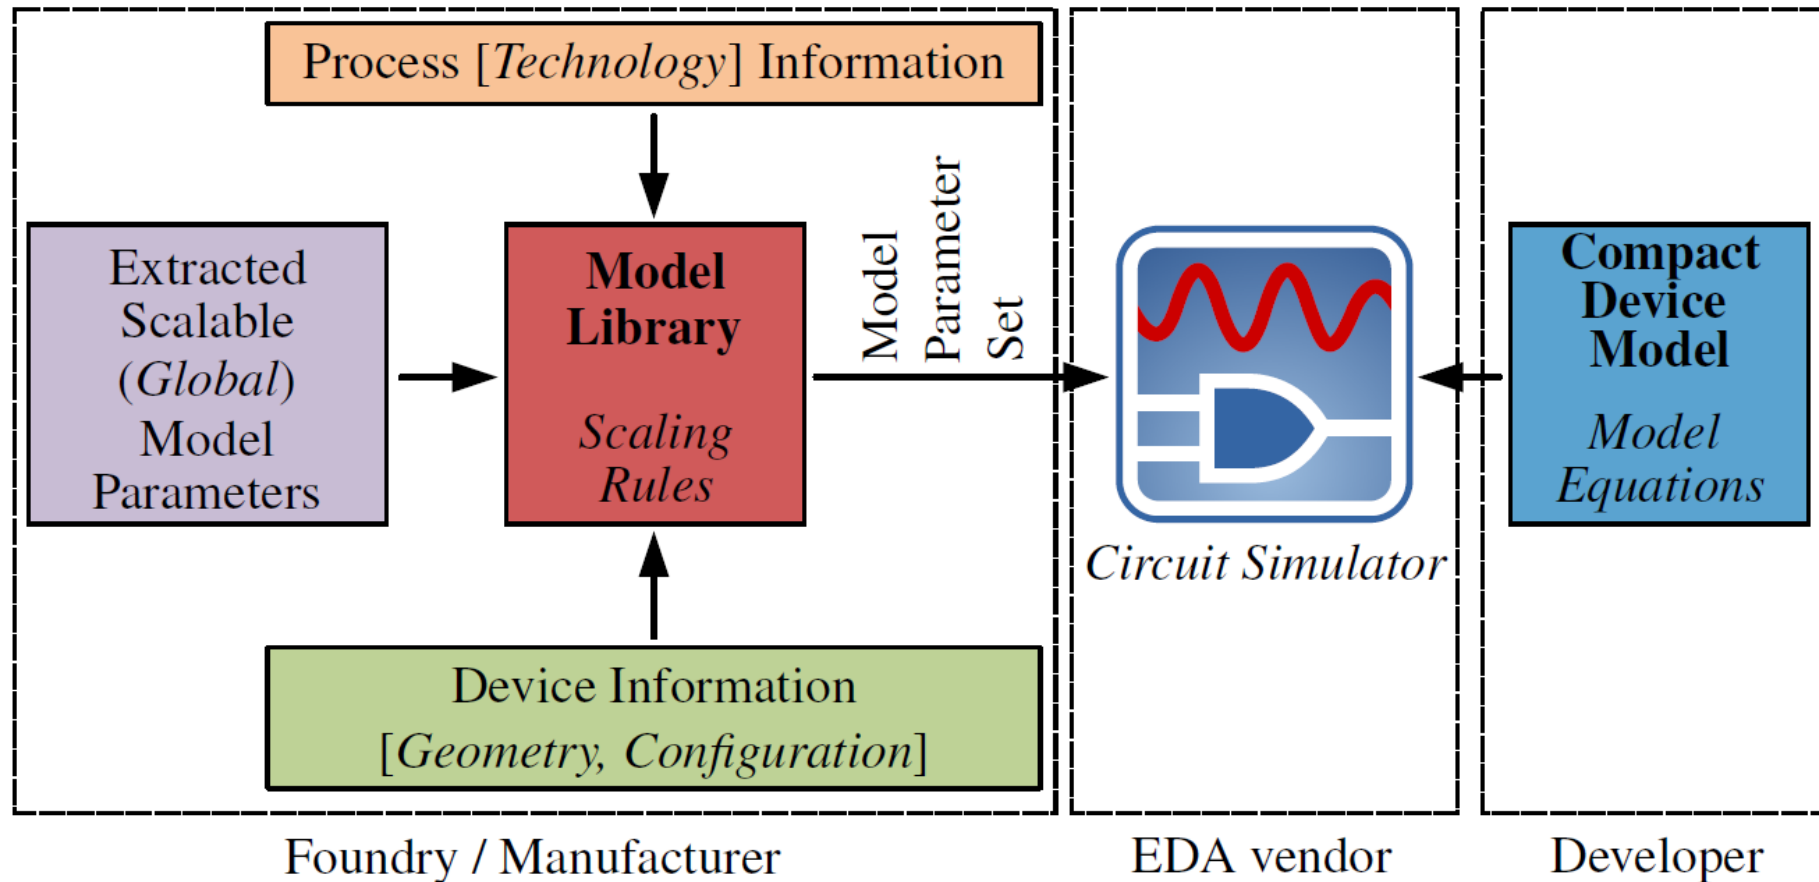 Process [Technology] Information
Extracted
Scalable
(Global)
Model
Parameters
Model
Library
Scaling
Rules
Model
Parameter
Set
Circuit Simulator
Compact
Device
Model
Model
Equations
Device Information
[Geometry, Configuration]
Foundry / Manufacturer
EDA vendor
Developer